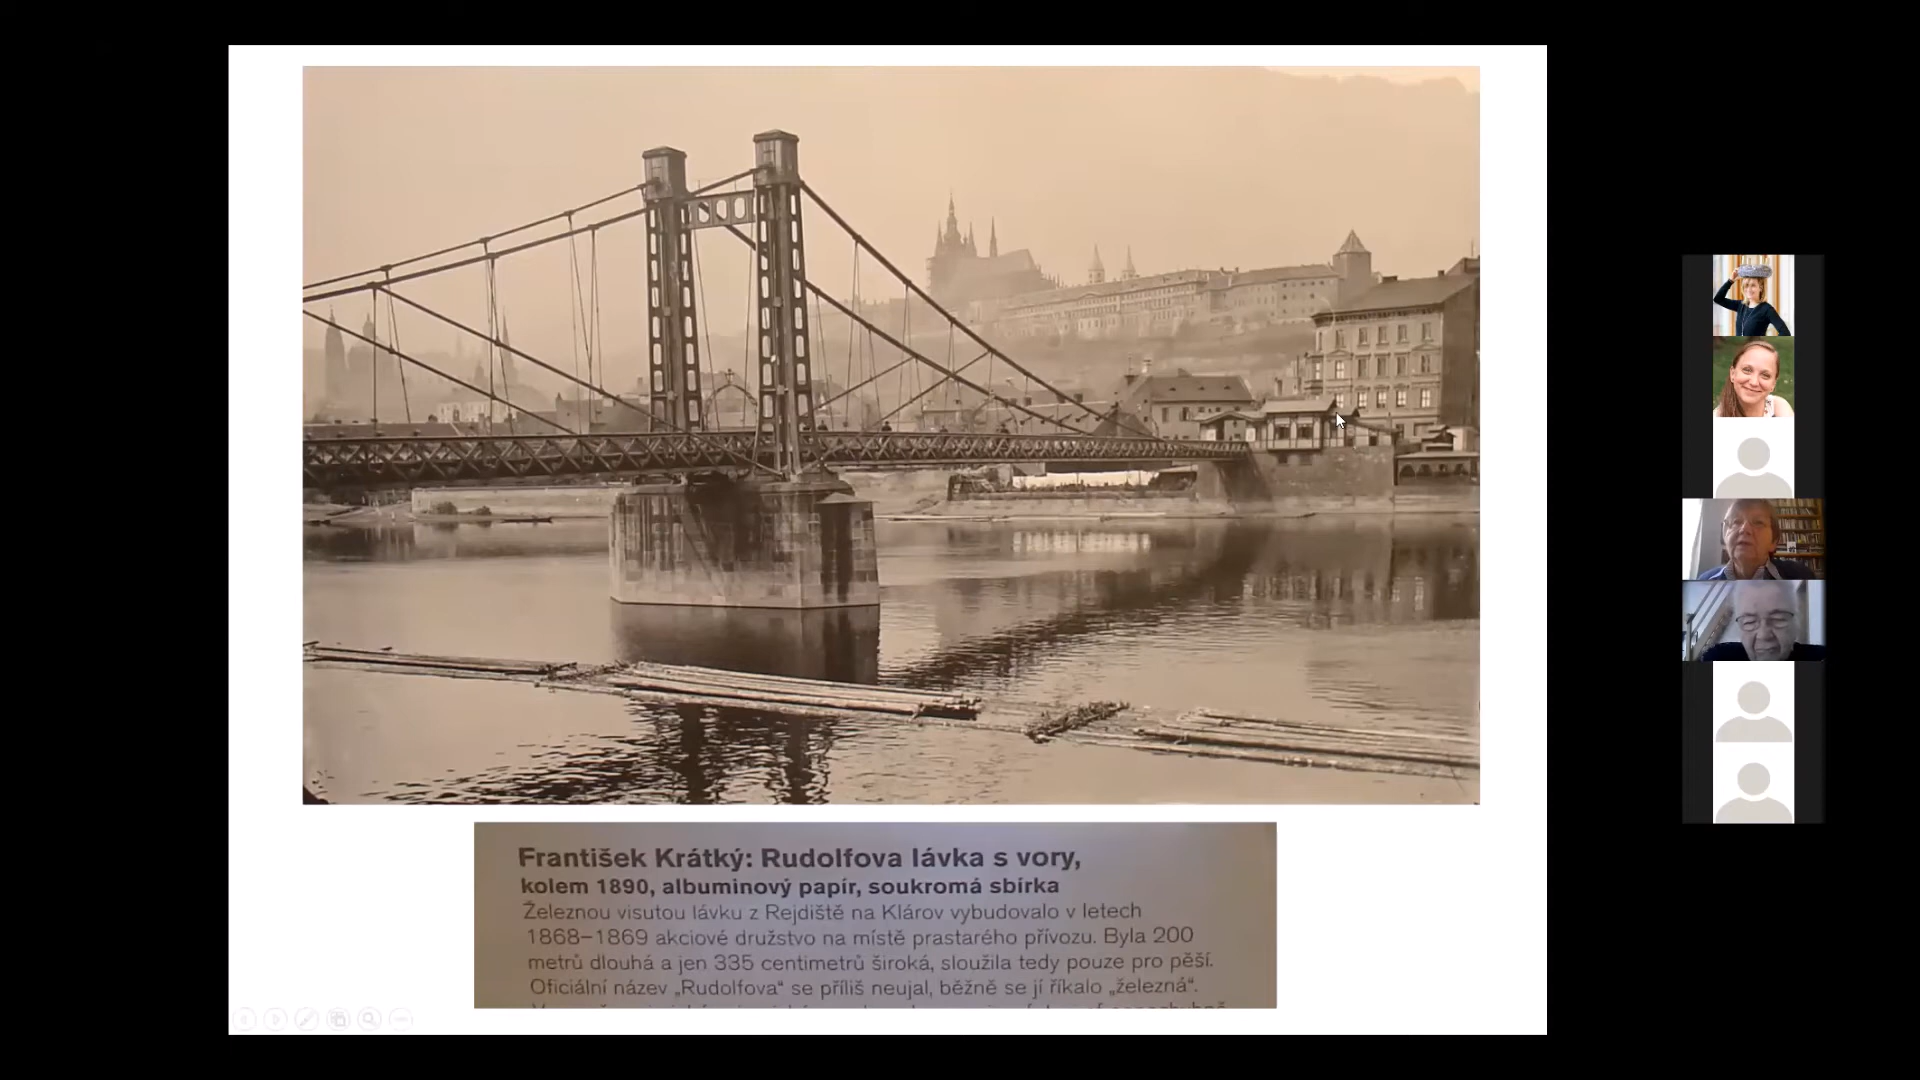 František Krátký: Rudolfova lávka s vory,
kolem 1890, albuminový papír, soukromá sbírka
Železnou visutou lávku z Rejdiště na Klárov vybudovalo v letech
1868–1869 akciové družstvo na místě prastarého přívozu. Byla 200
metrů dlouhá a jen 335 centimetrů široká, sloužila tedy pouze pro pěší.
Oficiální název „Rudolfova“ se příliš neujal, běžně se jí říkalo „železná“.